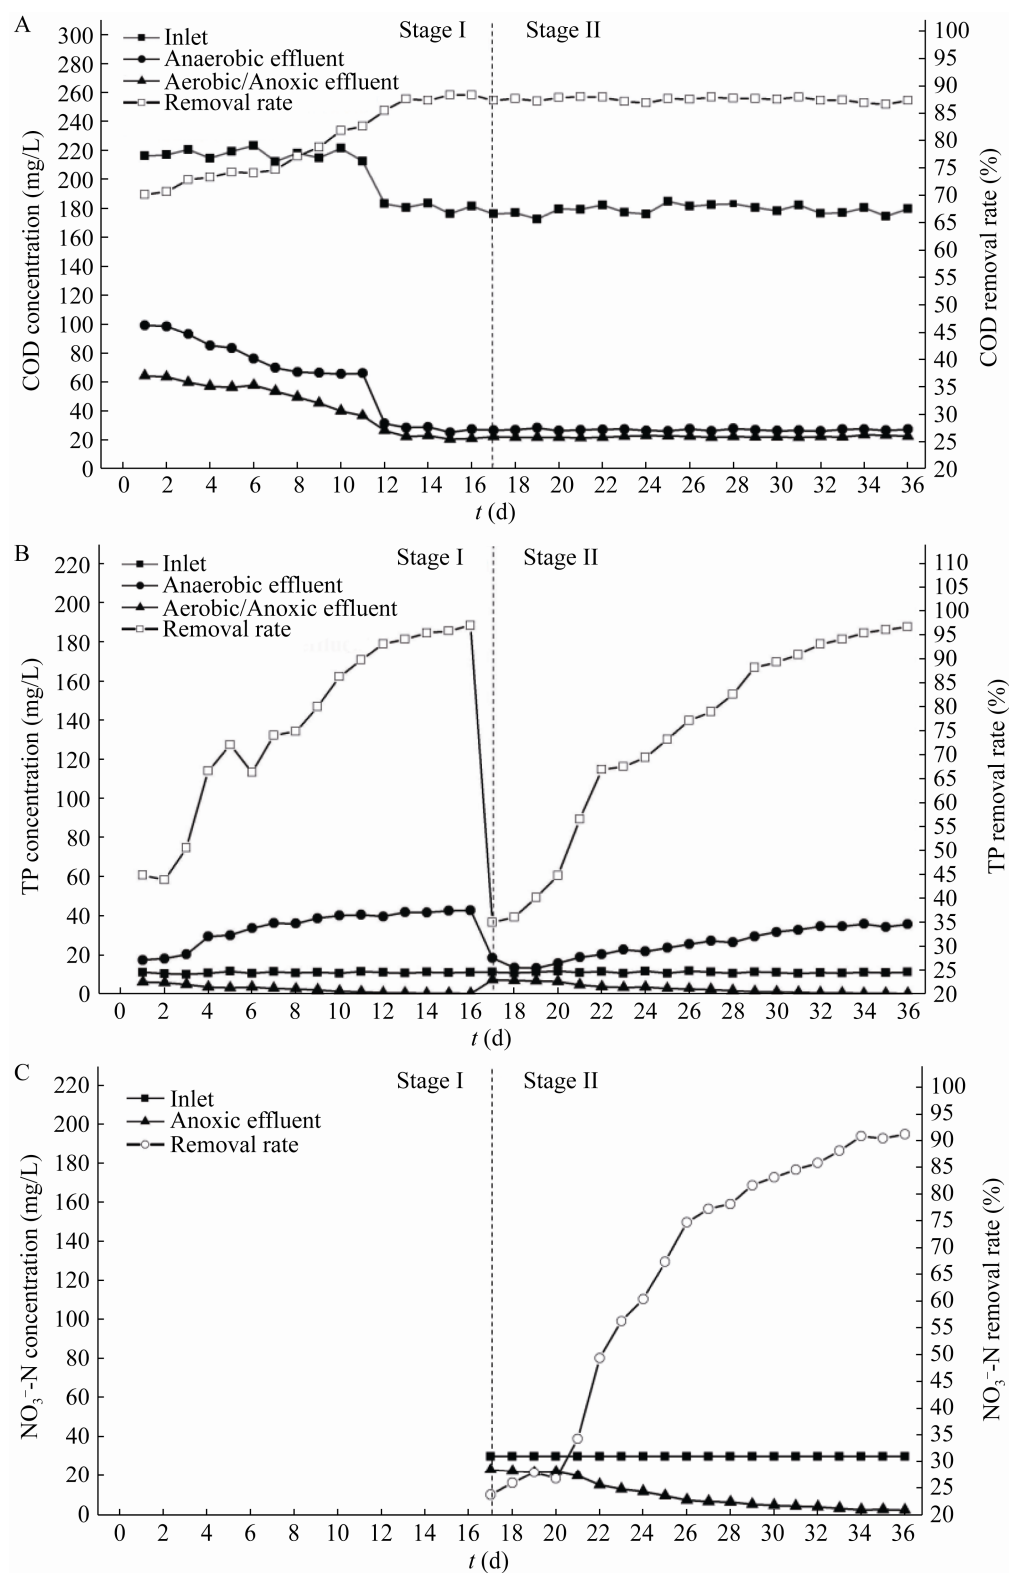 A
Stage I
Stage II
Inlet
Anaerobic effluent
Aerobic/Anoxic effluent
Removal rate
COD concentration (mg/L)
300
280
260
240
220
200
180
160
140
120
100
80
60
40
20
0
100
95
90
85
80
75
70
65
60
55
50
45
40
35
30
25
20
COD removal rate (%)
0 2 4 6 8 10 12 14 16 18 20 22 24 26 28 30 32 34 36
t (d)
B
Stage I
Stage II
Inlet
Anaerobic effluent
Aerobic/Anoxic effluent
Removal rate
TP concentration (mg/L)
220
200
180
160
140
120
100
80
60
40
20
0
110
105
100
95
90
85
80
75
70
65
60
55
50
45
40
35
30
25
20
TP removal rate (%)
0 2 4 6 8 10 12 14 16 18 20 22 24 26 28 30 32 34 36
t (d)
C
Stage I
Stage II
Inlet
Anoxic effluent
Removal rate
NO₃⁻-N concentration (mg/L)
220
200
180
160
140
120
100
80
60
40
20
0
100
95
90
85
80
75
70
65
60
55
50
45
40
35
30
25
20
NO₃⁻-N removal rate (%)
0 2 4 6 8 10 12 14 16 18 20 22 24 26 28 30 32 34 36
t (d)